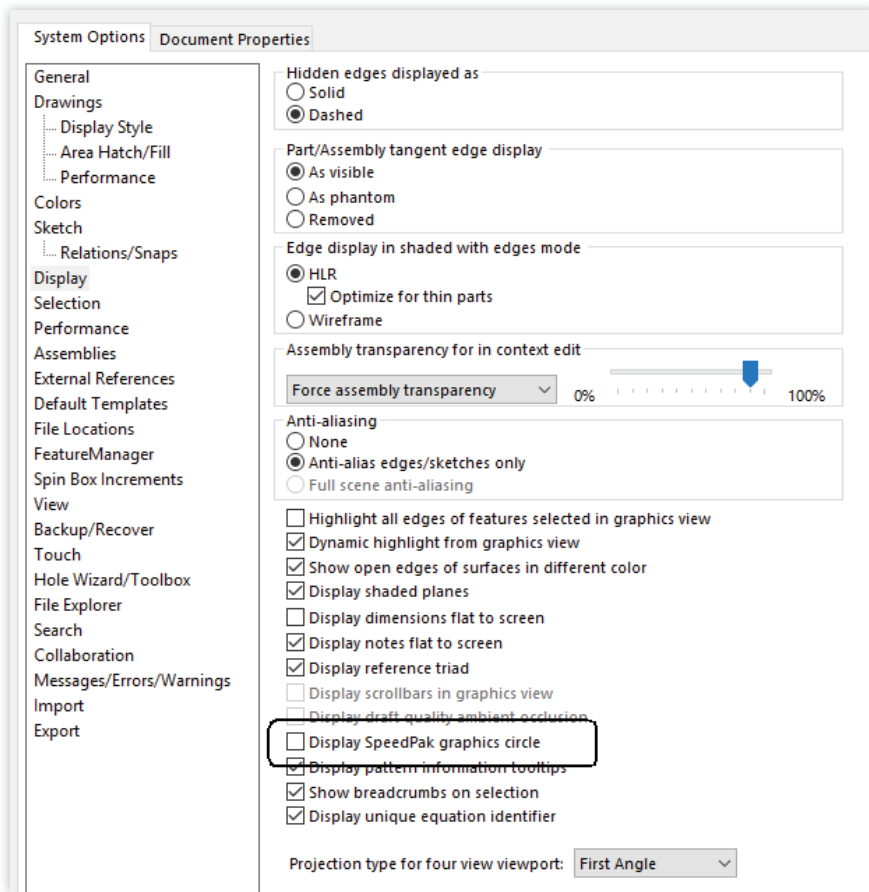 System Options
Document Properties
General
Drawings
Display Style
Area Hatch/Fill
Performance
Colors
Sketch
Relations/Snaps
Display
Selection
Performance
Assemblies
External References
Default Templates
File Locations
FeatureManager
Spin Box Increments
View
Backup/Recover
Touch
Hole Wizard/Toolbox
File Explorer
Search
Collaboration
Messages/Errors/Warnings
Import
Export
Hidden edges displayed as
Solid
Dashed
Part/Assembly tangent edge display
As visible
As phantom
Removed
Edge display in shaded with edges mode
HLR
Optimize for thin parts
Wireframe
Assembly transparency for in context edit
Force assembly transparency 0% 100%
Anti-aliasing
None
Anti-alias edges/sketches only
Full scene anti-aliasing
Highlight all edges of features selected in graphics view
Dynamic highlight from graphics view
Show open edges of surfaces in different color
Display shaded planes
Display dimensions flat to screen
Display notes flat to screen
Display reference triad
Display scrollbars in graphics view
Display draft quality ambient occlusion
Display SpeedPak graphics circle
Display pattern information tooltips
Show breadcrumbs on selection
Display unique equation identifier
Projection type for four view viewport: First Angle